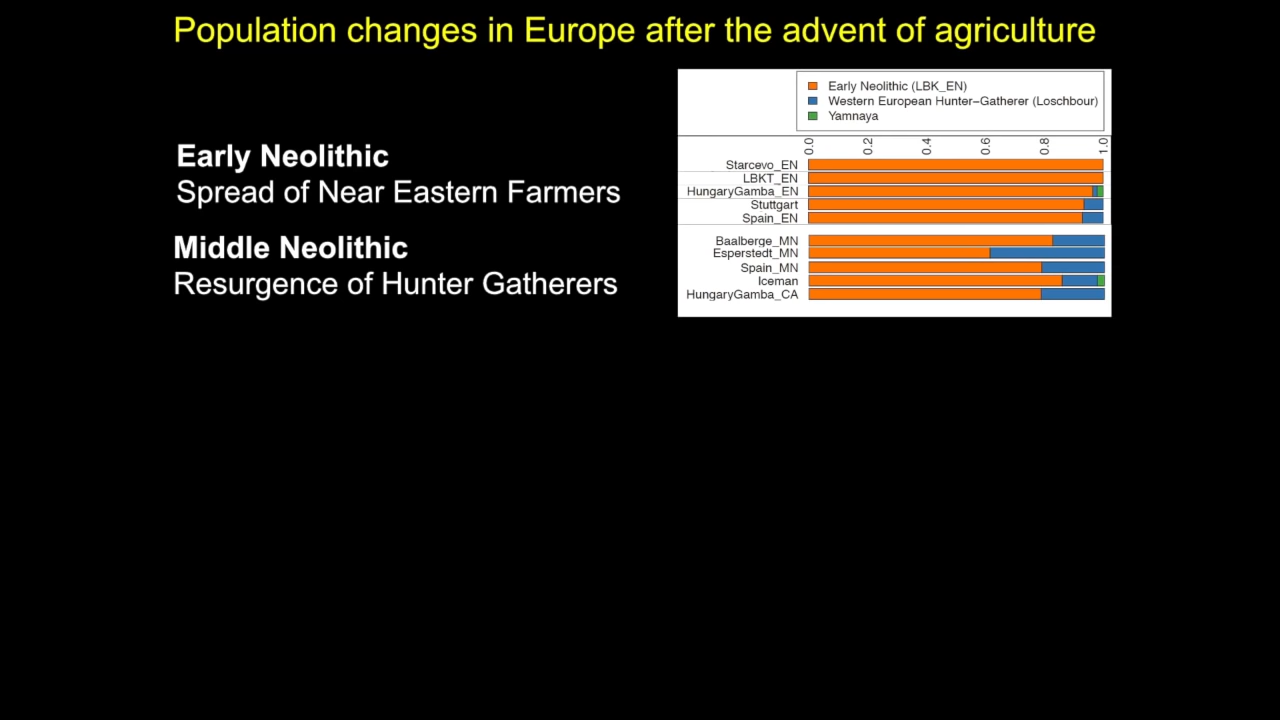 Population changes in Europe after the advent of agriculture
Early Neolithic
Spread of Near Eastern Farmers
Middle Neolithic
Resurgence of Hunter Gatherers
Early Neolithic (LBK_EN)
Western European Hunter–Gatherer (Loschbour)
Yamnaya
0.0 0.2 0.4 0.6 0.8 1.0
Starcevo_EN
LBKT_EN
HungaryGamba_EN
Stuttgart
Spain_EN
Baalberge_MN
Esperstedt_MN
Spain_MN
Iceman
HungaryGamba_CA